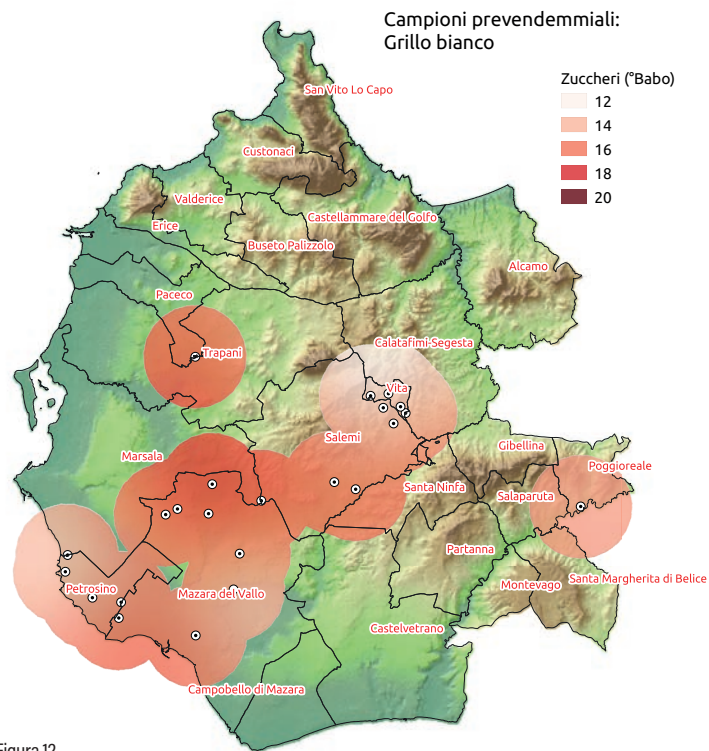 Campioni prevendemmiali:
Grillo bianco
Zuccheri (°Babo)
12
14
16
18
20
San Vito Lo Capo
Custonaci
Valderice
Castellammare del Golfo
Erice
Buseto Palizzolo
Alcamo
Paceco
Trapani
Calatafimi-Segesta
Vita
Salemi
Gibellina
Marsala
Poggioreale
Santa Ninfa
Salaparuta
Partanna
Santa Margherita di Belice
Montevago
Petrosino
Mazara del Vallo
Castelvetrano
Campobello di Mazara
Figura 12